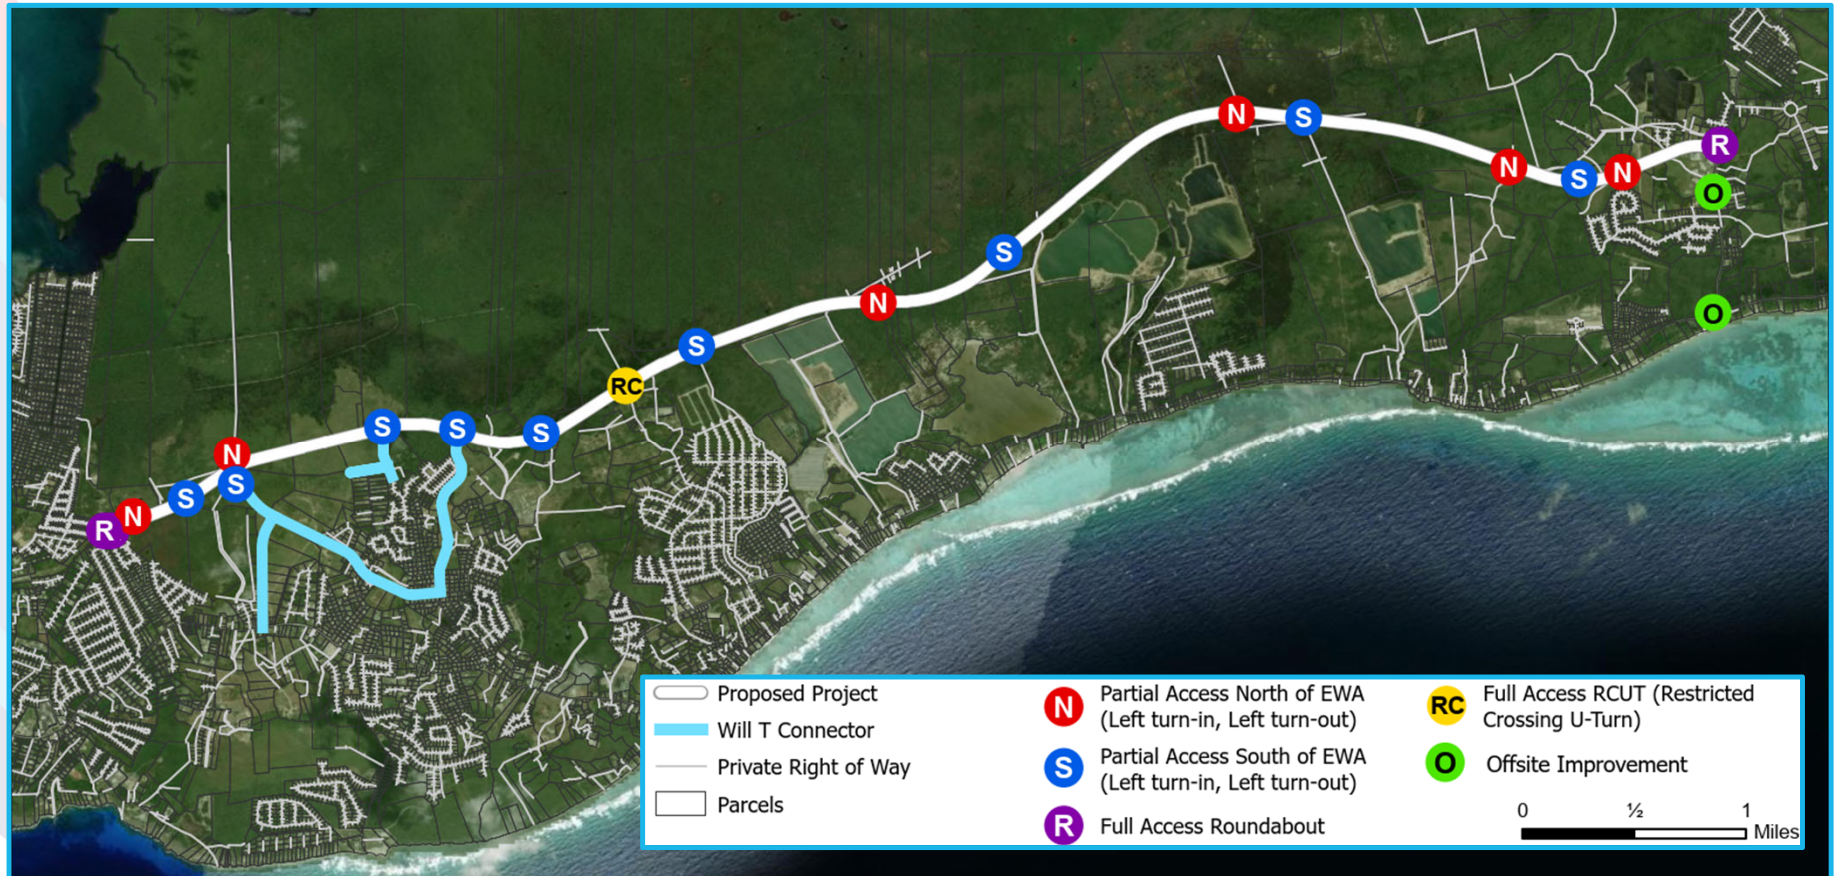 N
S
N
S
N
R
O
S
N
O
S
RC
S
S
S
N
S
S
N
R
Proposed Project
Will T Connector
Private Right of Way
Parcels
N
Partial Access North of EWA
(Left turn-in, Left turn-out)
S
Partial Access South of EWA
(Left turn-in, Left turn-out)
R
Full Access Roundabout
RC
Full Access RCUT (Restricted
Crossing U-Turn)
O
Offsite Improvement
0 ½ 1
Miles